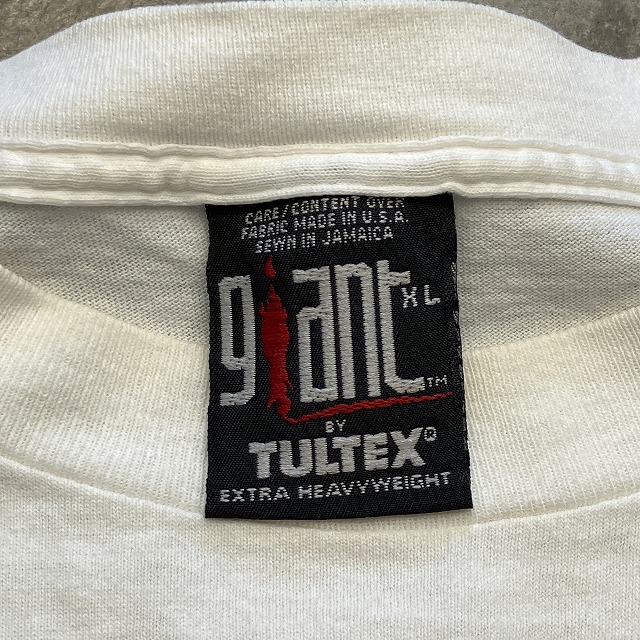 CARE/CONTENT OVER
FABRIC MADE IN U.S.A.
SEWN IN JAMAICA
giant XL
TM
BY
TULTEX®
EXTRA HEAVYWEIGHT